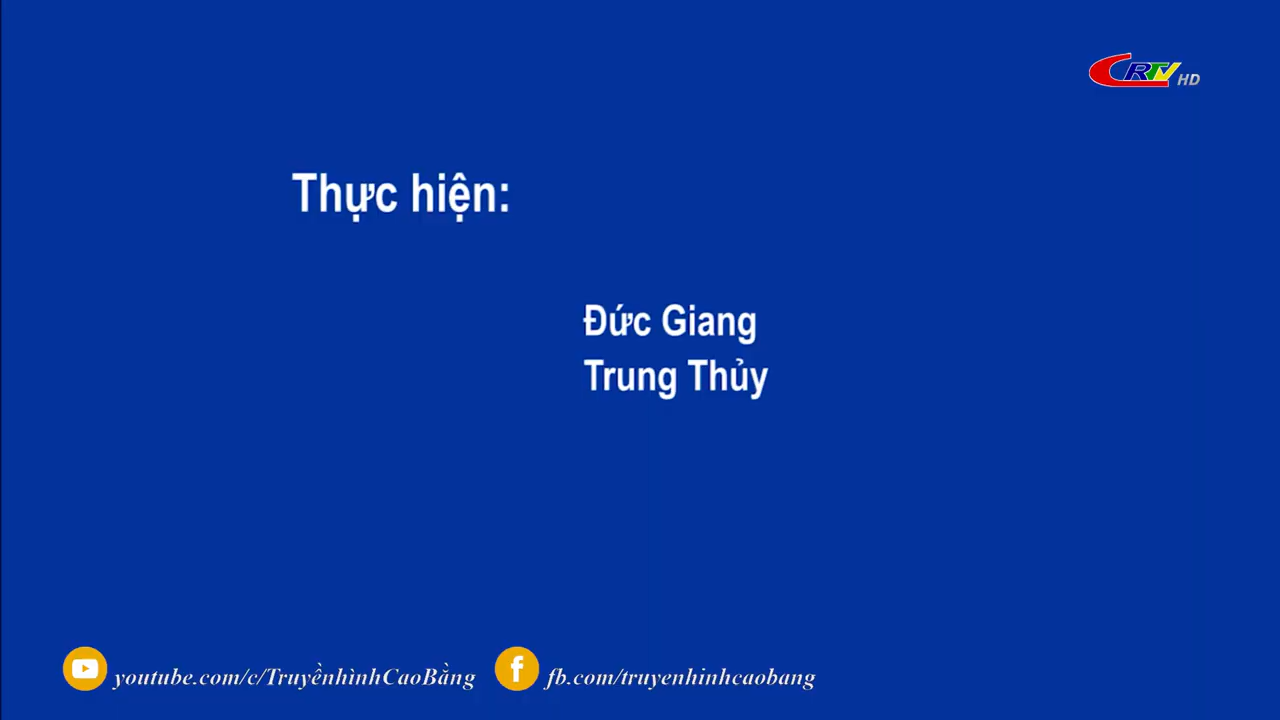 CRTV HD
Thực hiện:
Đức Giang
Trung Thủy
youtube.com/c/TruyềnhìnhCaoBằng
fb.com/truyenhinhcaobang